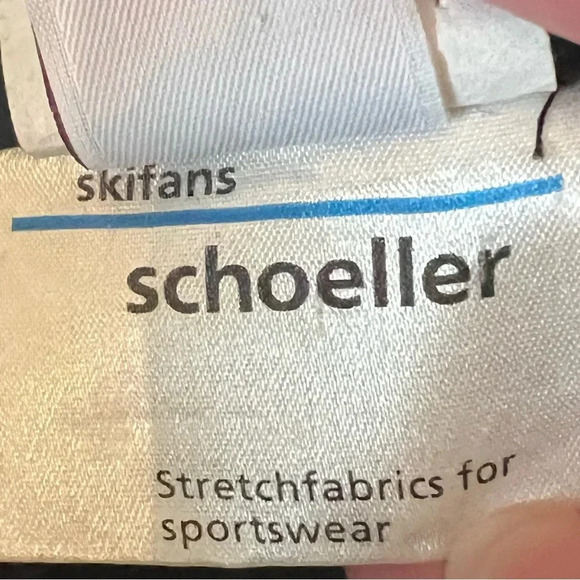 skifans
schoeller
Stretchfabrics for
sportswear